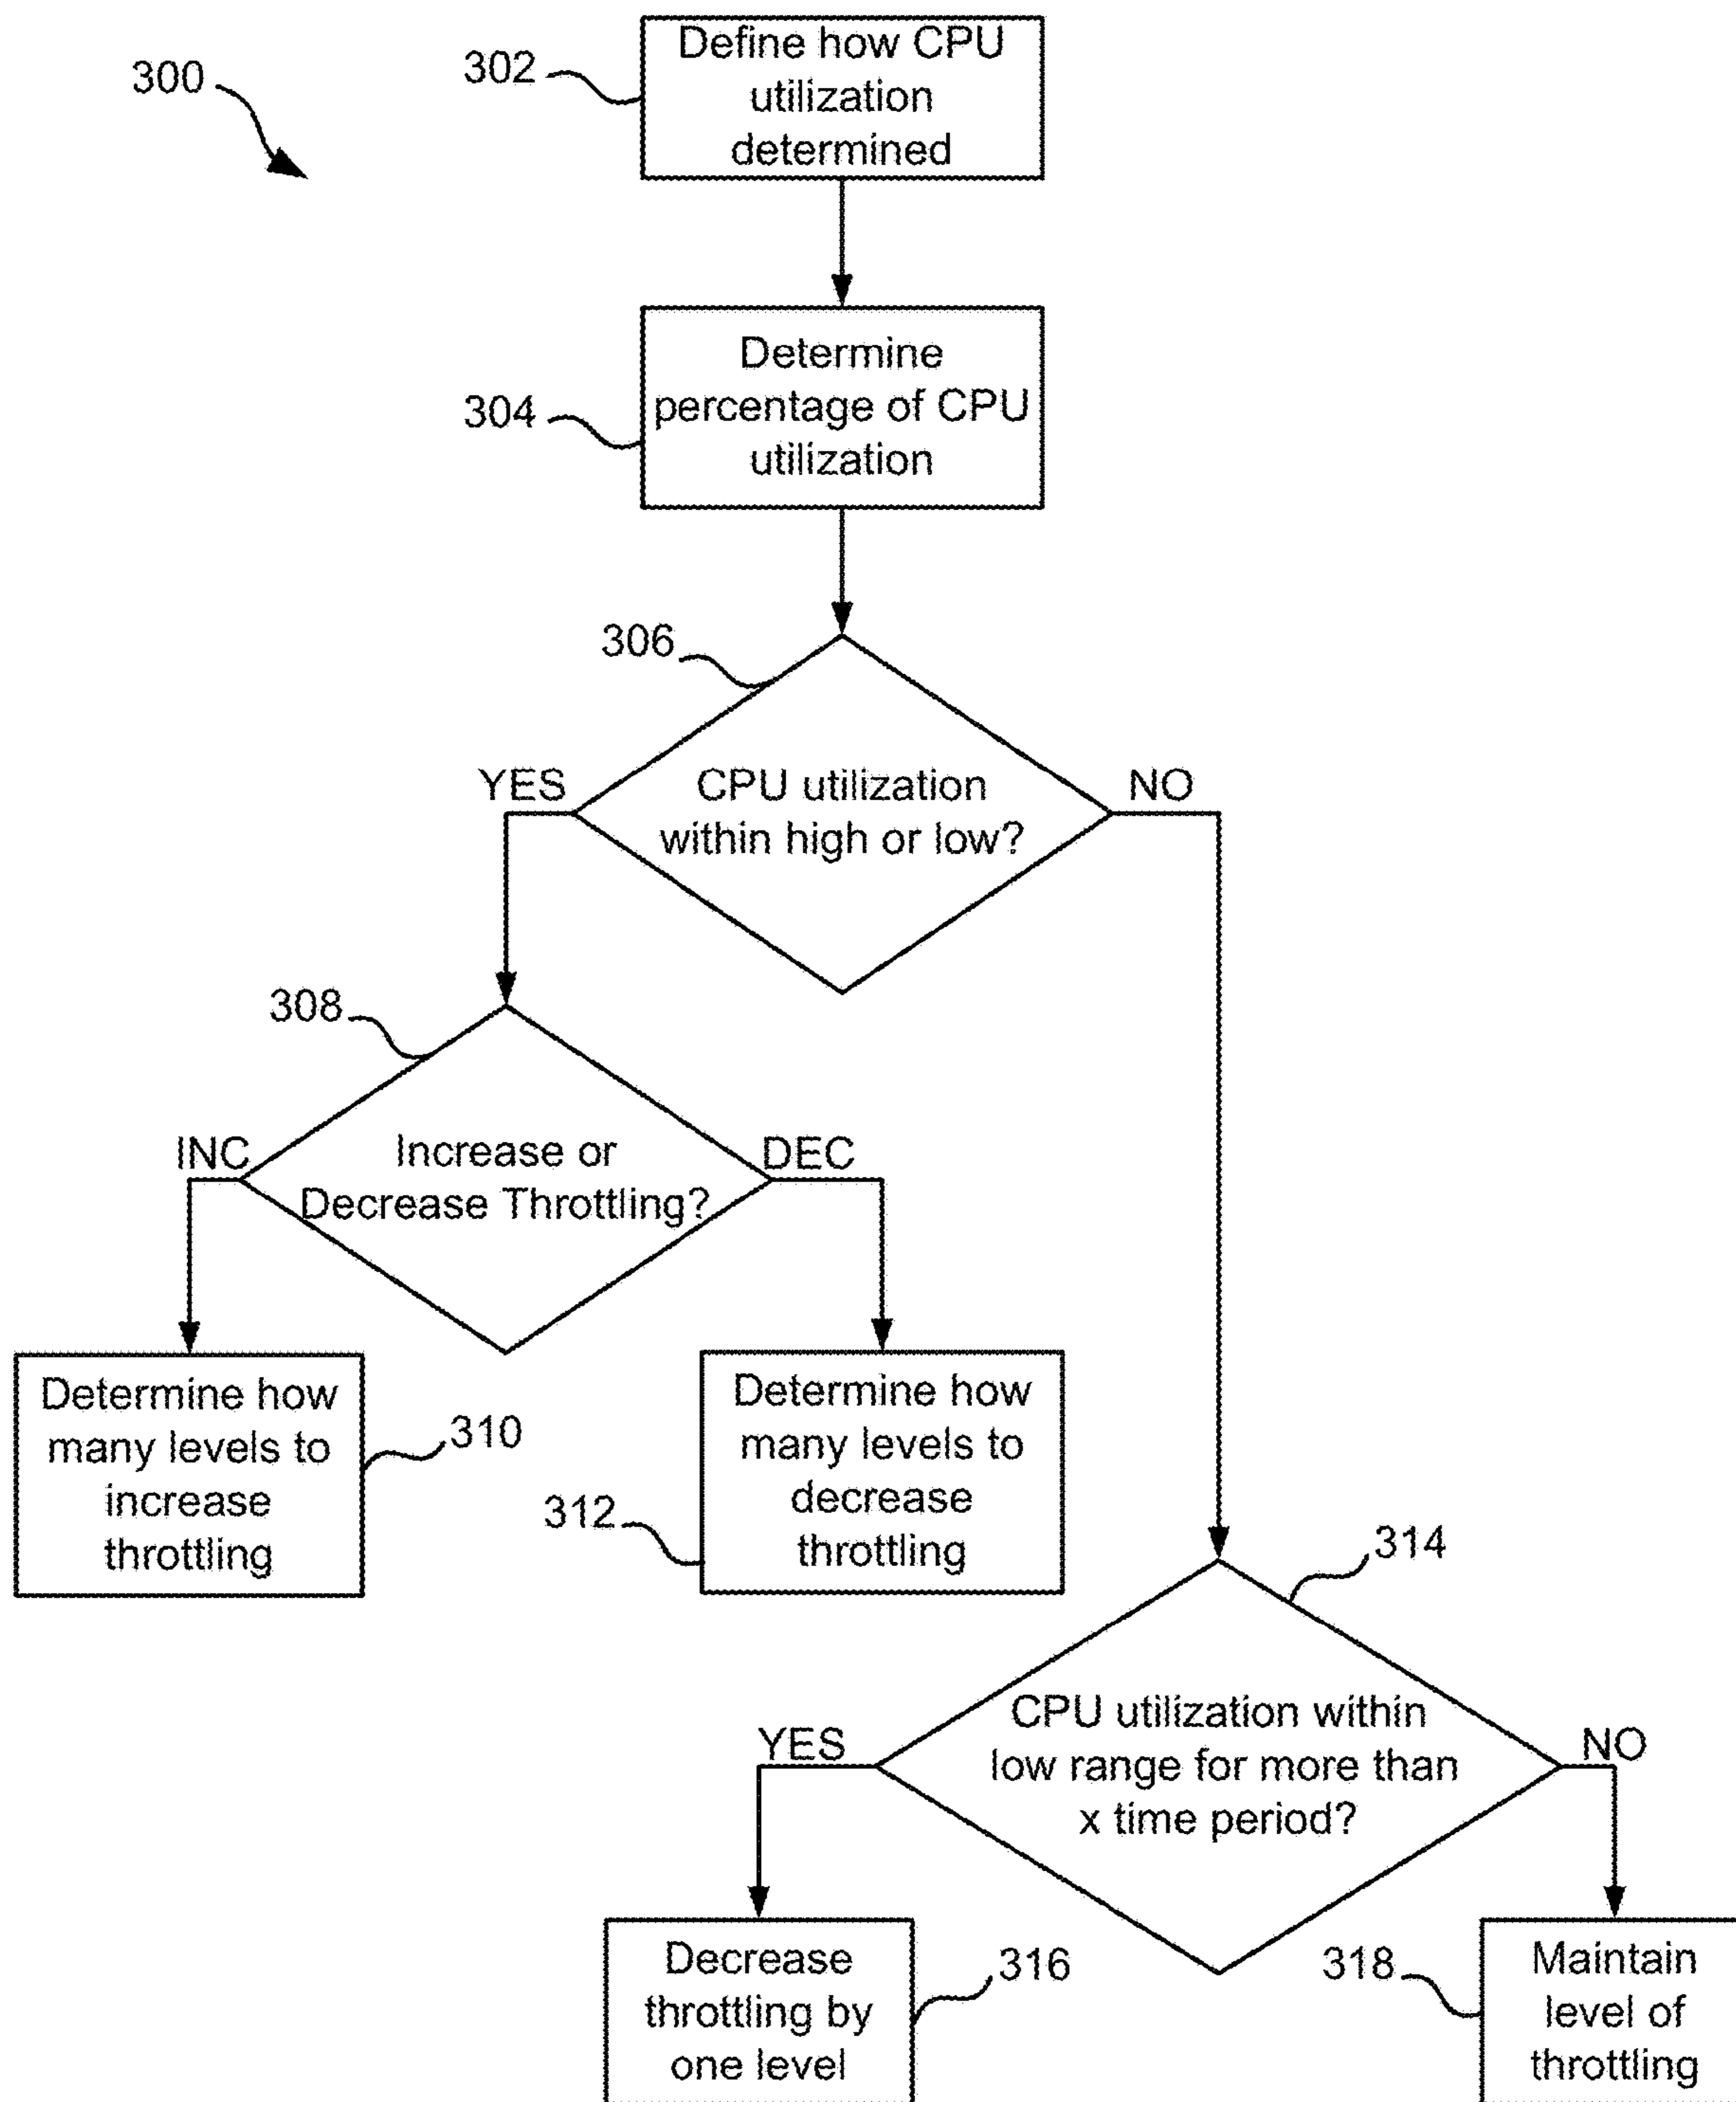 300
302
Define how CPU
utilization
determined
304
Determine
percentage of CPU
utilization
306
YES
CPU utilization
within high or low?
NO
308
INC
Increase or
Decrease Throttling?
DEC
Determine how
many levels to
increase
throttling
310
312
Determine how
many levels to
decrease
throttling
314
YES
CPU utilization within
low range for more than
x time period?
NO
Decrease
throttling by
one level
316
318
Maintain
level of
throttling